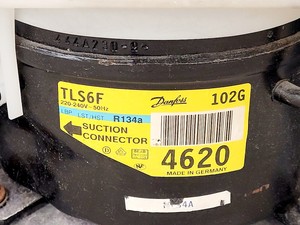 TLS6F
Danfoss
102G
220-240V~50Hz
LBP LST/HST R134a
SUCTION
CONNECTOR
4620
MADE IN GERMANY